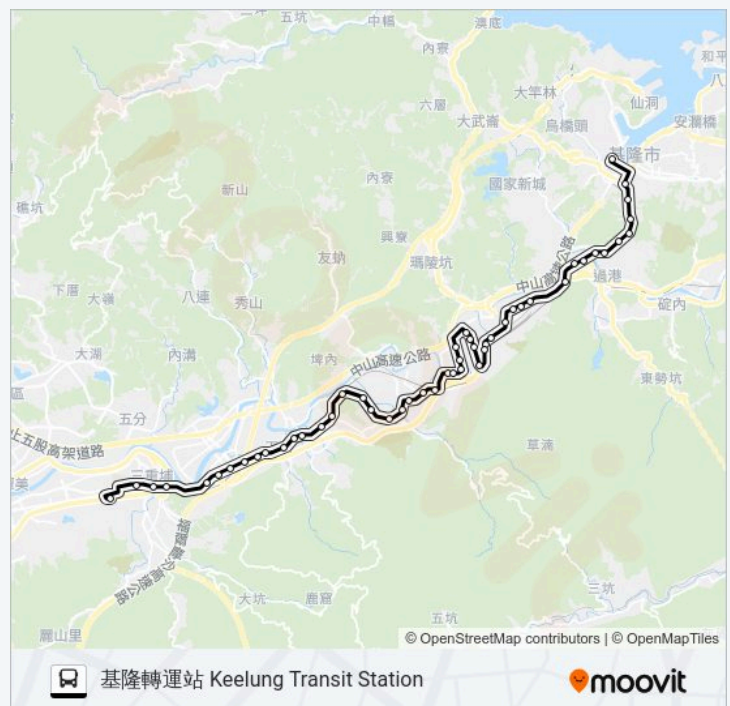 澳底
五坑
中幅
內寮
和平
大竿林
仙洞
八
六層
大武崙
烏橋頭
安瀾橋
基隆市
內寮
國家新城
新山
礁坑
興寮
友蚋
瑪陵坑
中山高速公路
過港
下厝
大嶺
八連
秀山
碇內
大湖
內溝
埤內
中山高速公路
東勢坑
區
五分
止五股高架道路
草濫
三重埔
美
福爾摩沙高速公路
大坑
鹿窟
三坑
五坑
麗山里
© OpenStreetMap contributors | © OpenMapTiles
基隆轉運站 Keelung Transit Station
moovit